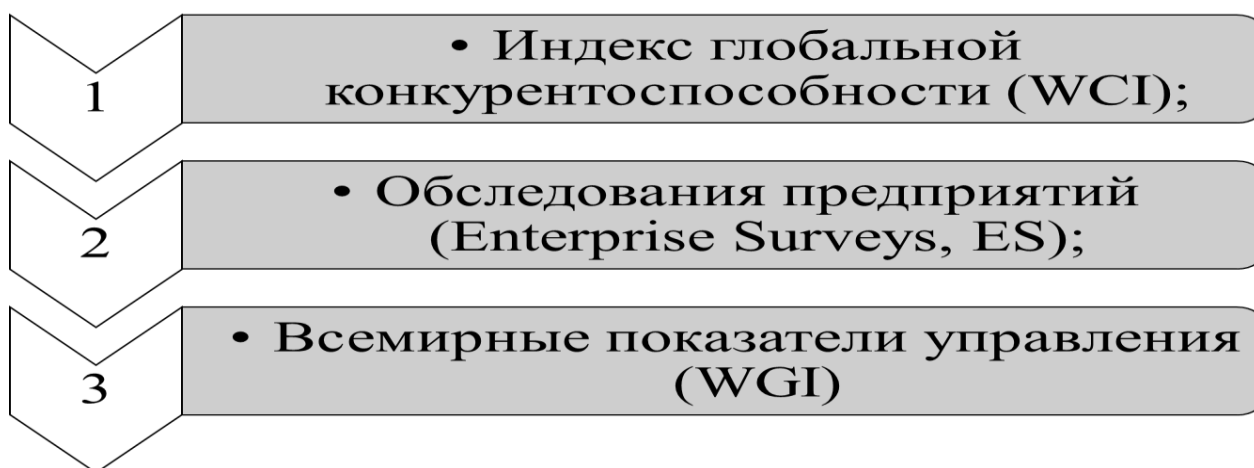 1
• Индекс глобальной
конкурентоспособности (WCI);
2
• Обследования предприятий
(Enterprise Surveys, ES);
3
• Всемирные показатели управления
(WGI)